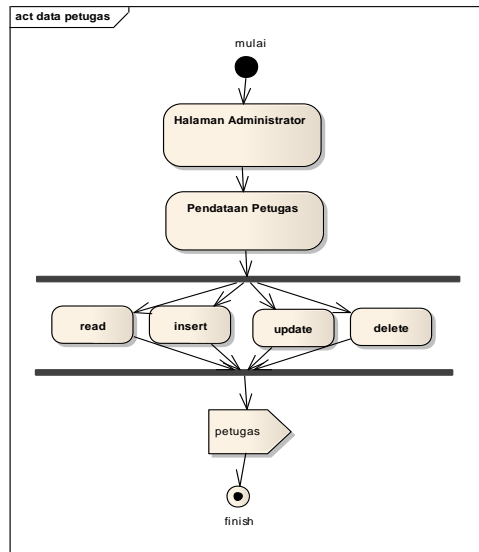 act data petugas
mulai
Halaman Administrator
Pendataan Petugas
read
insert
update
delete
petugas
finish